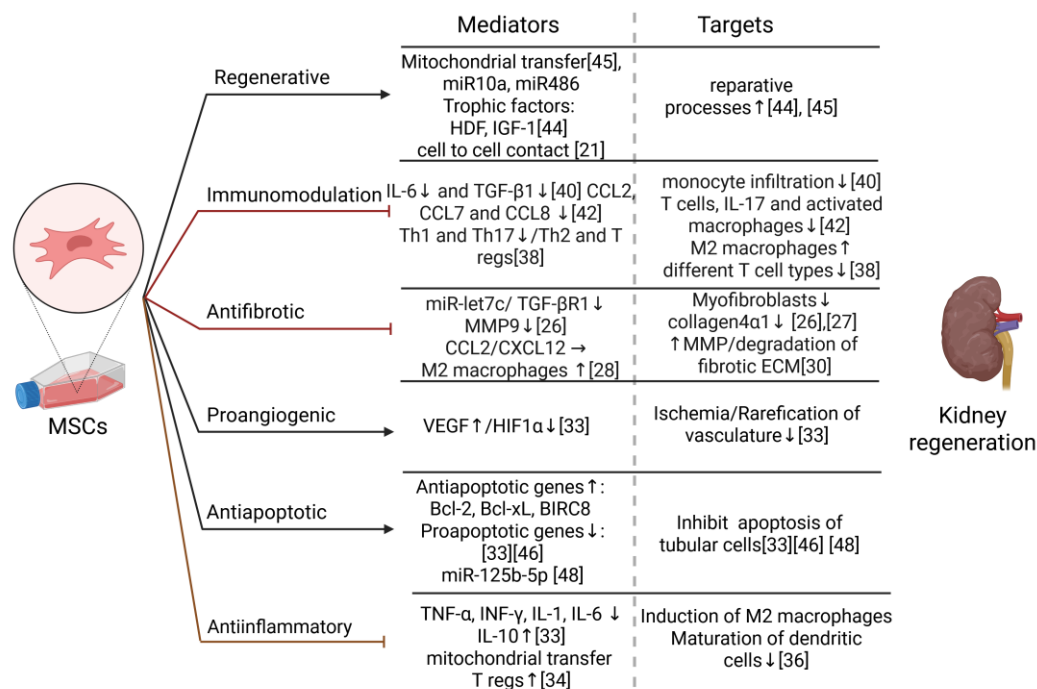 Mediators
Targets
Regenerative
Mitochondrial transfer[45],
miR10a, miR486
Trophic factors:
HDF, IGF-1[44]
cell to cell contact [21]
reparative
processes↑[44], [45]
Immunomodulation
IL-6↓ and TGF-β1↓[40] CCL2,
CCL7 and CCL8 ↓[42]
Th1 and Th17↓/Th2 and T
regs[38]
monocyte infiltration↓[40]
T cells, IL-17 and activated
macrophages↓[42]
M2 macrophages↑
different T cell types↓[38]
Antifibrotic
miR-let7c/ TGF-βR1↓
MMP9↓[26]
CCL2/CXCL12 →
M2 macrophages ↑[28]
Myofibroblasts↓
collagen4α1↓ [26],[27]
↑MMP/degradation of
fibrotic ECM[30]
MSCs
Proangiogenic
VEGF↑/HIF1α↓[33]
Ischemia/Rarefication of
vasculature↓[33]
Kidney
regeneration
Antiapoptotic
Antiapoptotic genes↑:
Bcl-2, Bcl-xL, BIRC8
Proapoptotic genes↓:
[33][46]
miR-125b-5p [48]
Inhibit apoptosis of
tubular cells[33][46] [48]
Antiinflammatory
TNF-α, INF-γ, IL-1, IL-6 ↓
IL-10↑[33]
mitochondrial transfer
T regs↑[34]
Induction of M2 macrophages
Maturation of dendritic
cells↓[36]